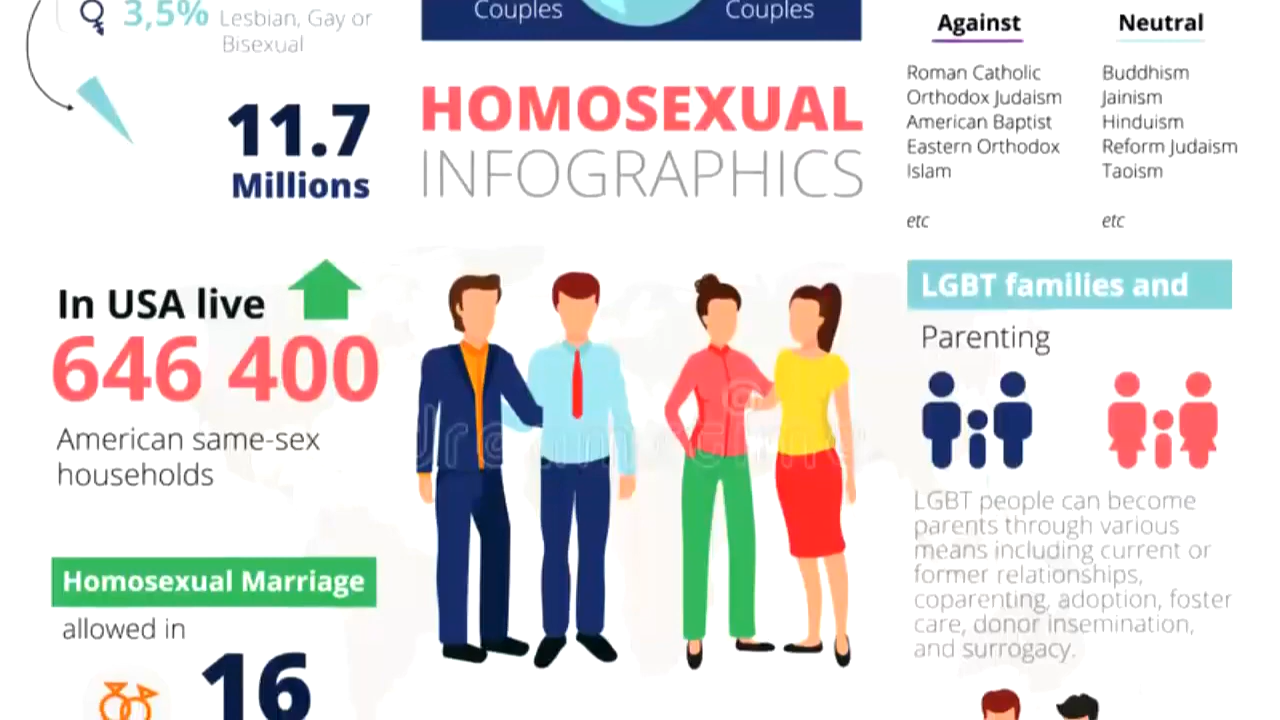 3,5% Lesbian, Gay or
Bisexual
11.7
Millions
In USA live
646 400
American same-sex
households
Homosexual Marriage
allowed in
16
Couples
Couples
HOMOSEXUAL
INFOGRAPHICS
dreamstime
Against
Roman Catholic
Orthodox Judaism
American Baptist
Eastern Orthodox
Islam
etc
Neutral
Buddhism
Jainism
Hinduism
Reform Judaism
Taoism
etc
LGBT families and
Parenting
LGBT people can become
parents through various
means including current or
former relationships,
coparenting, adoption, foster
care, donor insemination,
and surrogacy.